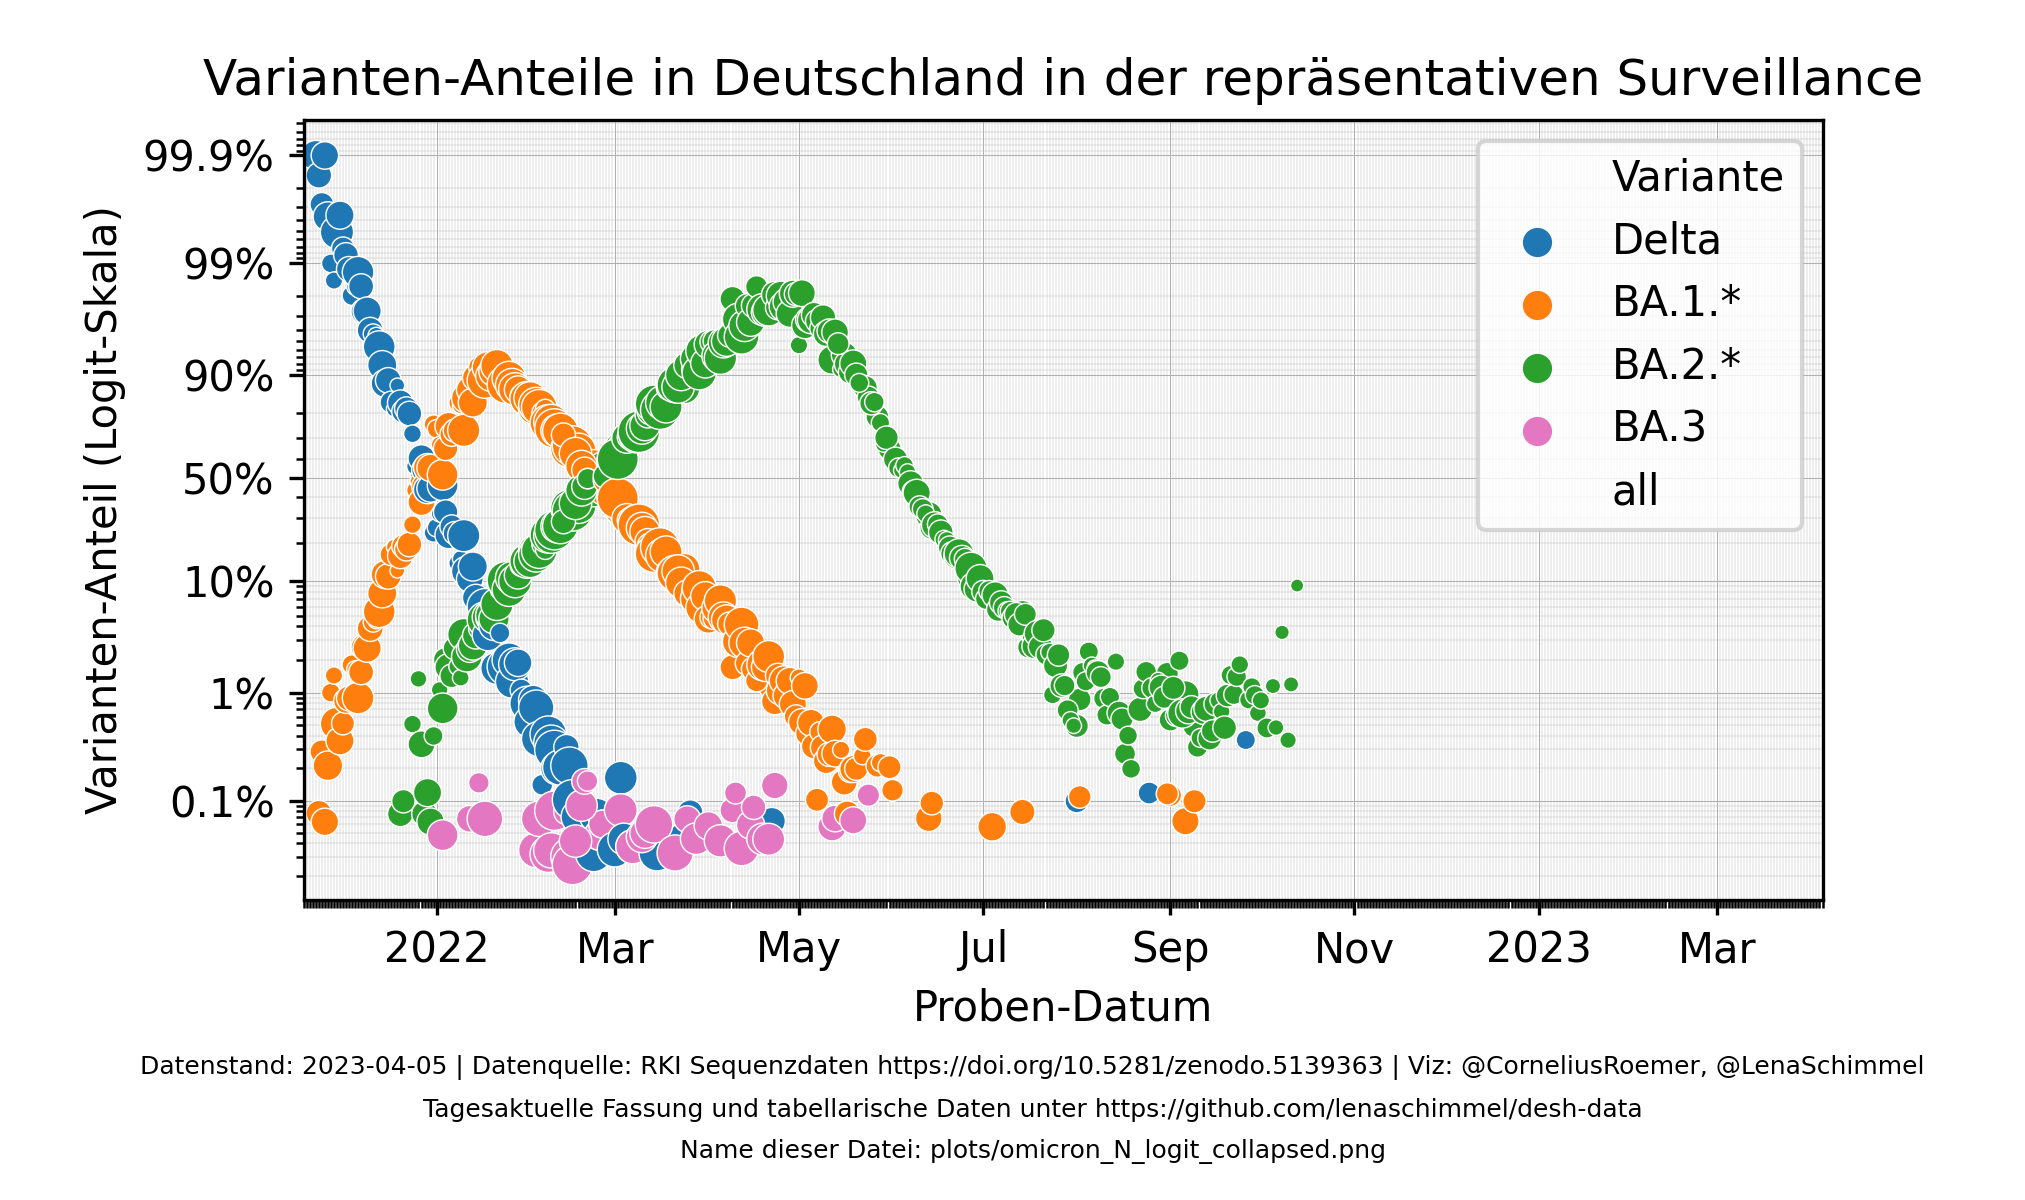 Varianten-Anteile in Deutschland in der repräsentativen Surveillance
Varianten-Anteil (Logit-Skala)
99.9%
99%
90%
50%
10%
1%
0.1%
Variante
Delta
BA.1.*
BA.2.*
BA.3
all
2022 Mar May Jul Sep Nov 2023 Mar
Proben-Datum
Datenstand: 2023-04-05 | Datenquelle: RKI Sequenzdaten https://doi.org/10.5281/zenodo.5139363 | Viz: @CorneliusRoemer, @LenaSchimmel
Tagesaktuelle Fassung und tabellarische Daten unter https://github.com/lenaschimmel/desh-data
Name dieser Datei: plots/omicron_N_logit_collapsed.png